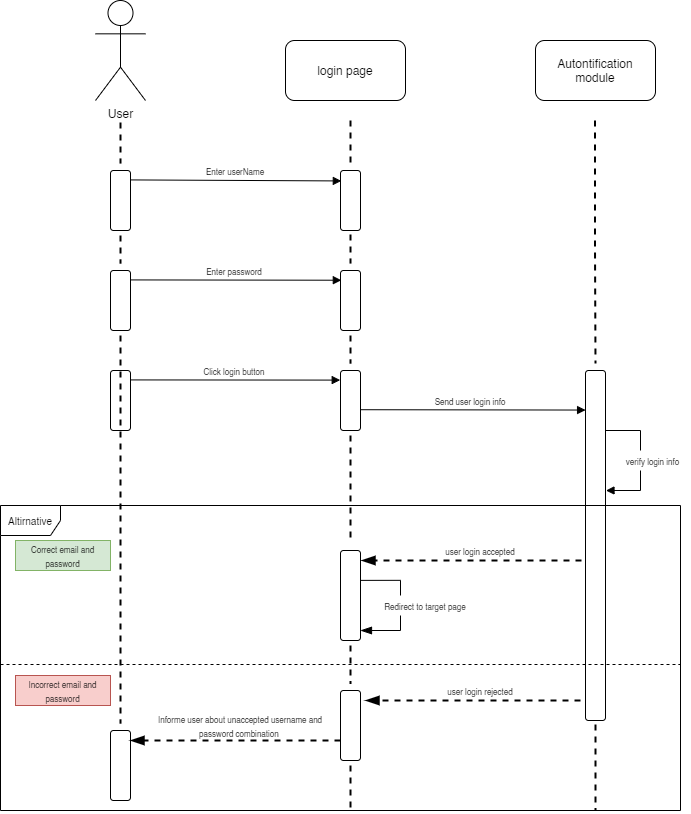 login page
Autontification
module
User
Enter userName
Enter password
Click login button
Send user login info
verify login info
Altirnative
Correct email and
password
user login accepted
Redirect to target page
Incorrect email and
password
user login rejected
Informe user about unaccepted username and
password combination